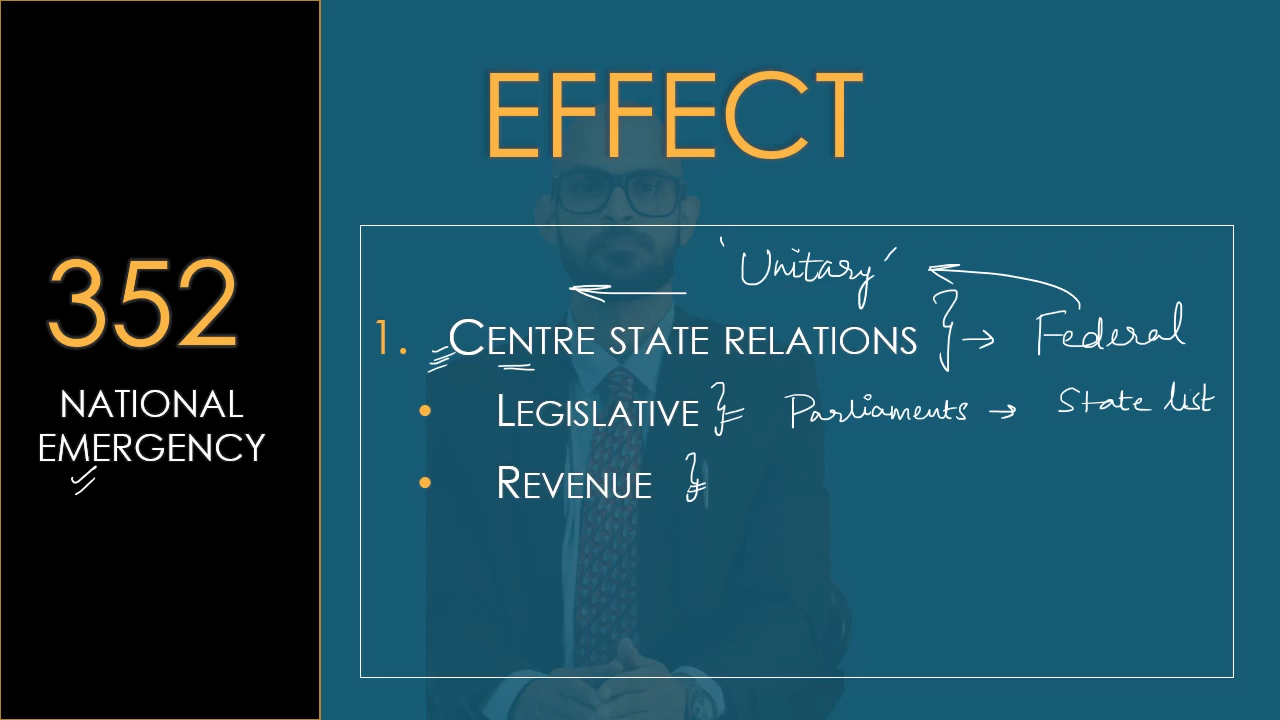 EFFECT
352
NATIONAL
EMERGENCY
'Unitary'
1. CENTRE STATE RELATIONS } → Federal
• LEGISLATIVE } Parliaments → State list
• REVENUE }